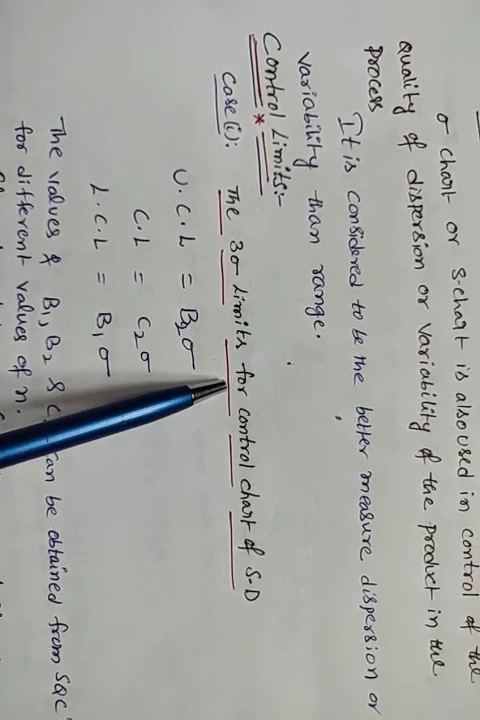 σ chart or s-chart is also used in control of the
quality of dispersion or variability of the product in the
process
It is considered to be the better measure dispersion or
variability than range.
Control Limits:-
Case(i): The 3σ limits for control chart of S-D
U.C.L = B₂σ
C.L = C₂σ
L.C.L = B₁σ
The values of B₁, B₂ & can be obtained from SQC
for different values of n.